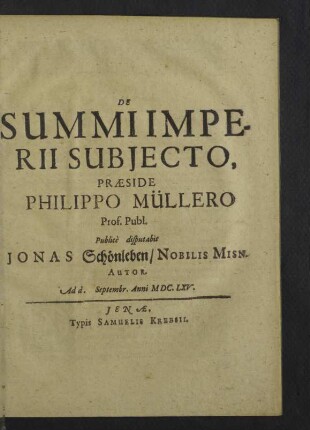 DE
SUMMI IMPE-
RII SUBJECTO,
PRÆSIDE
PHILIPPO MÜLLERO
Prof. Publ.
Publicè disputabit
JONAS Schönleben/ NOBILIS MISN.
AUTOR.
Ad d. Septembr. Anni MDC.LXV.
JENÆ,
Typis SAMUELIS KREBSII.